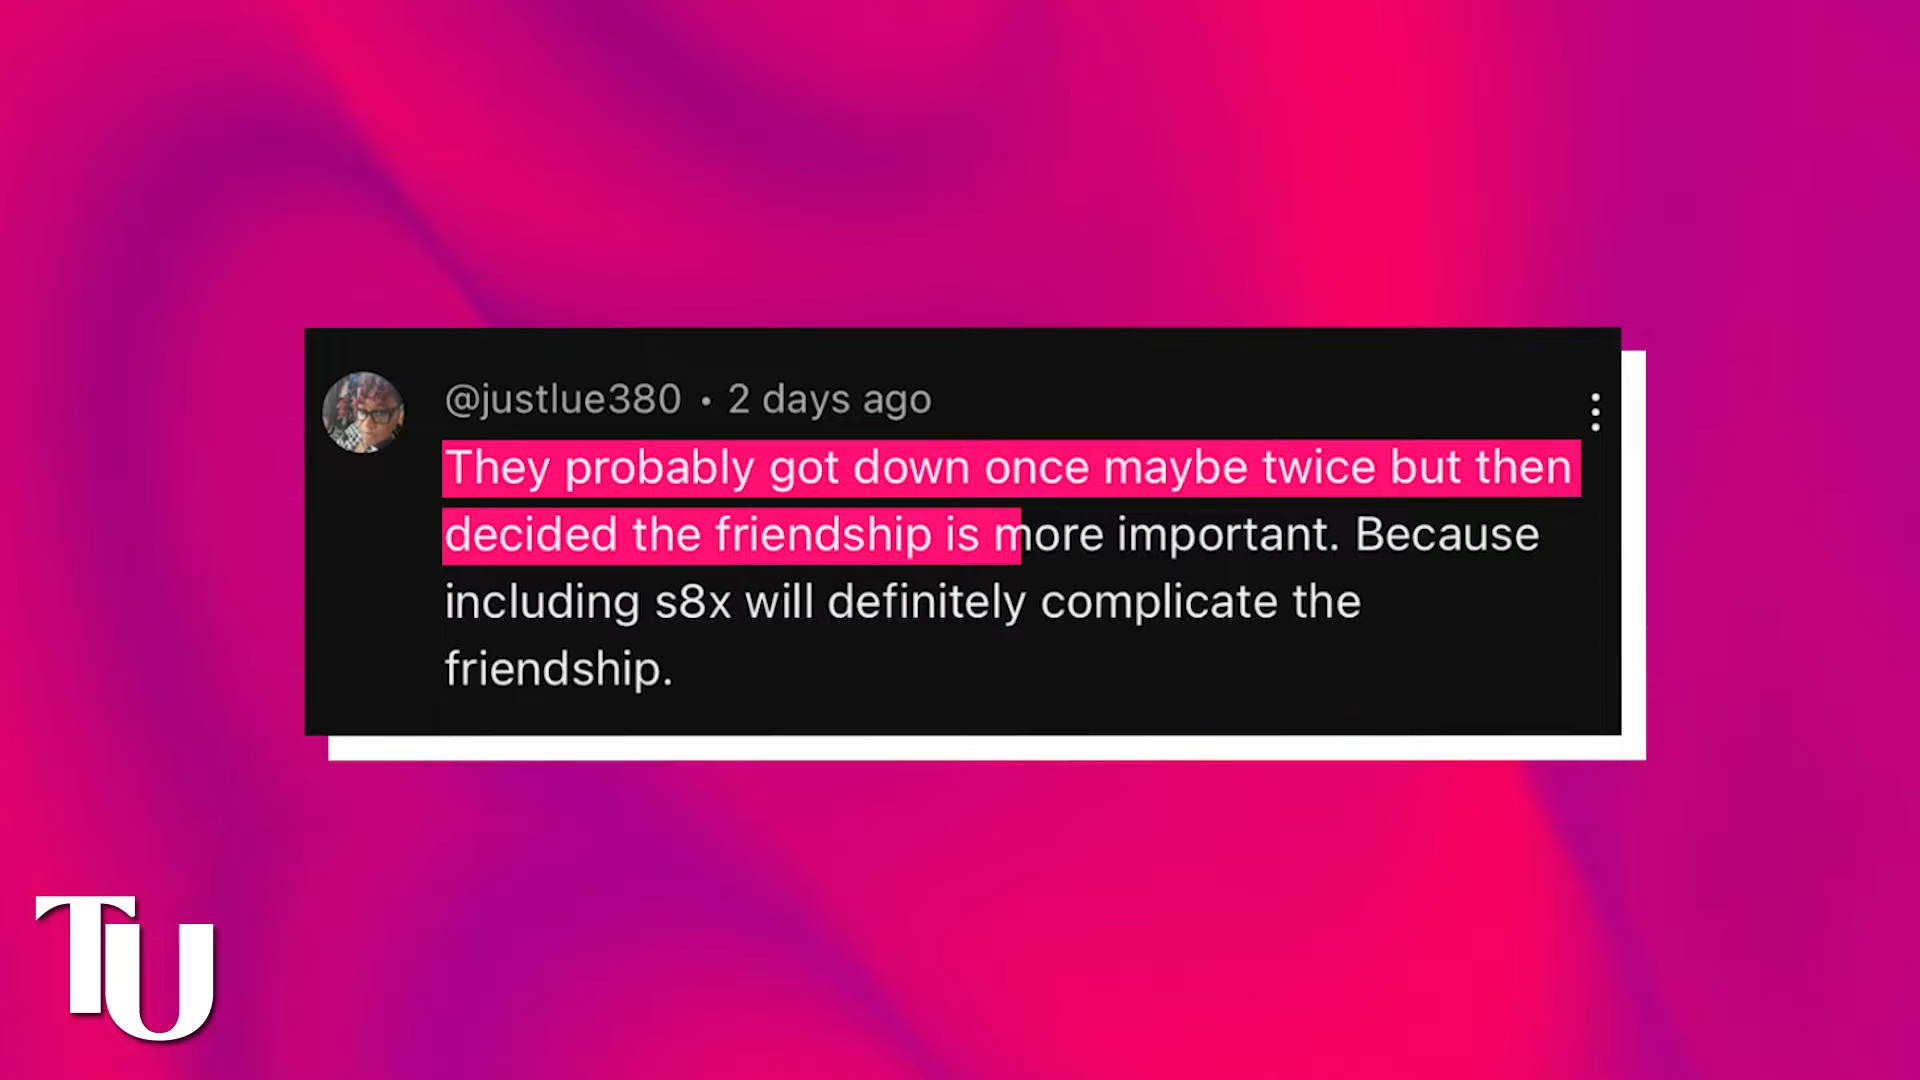 @justlue380 • 2 days ago
They probably got down once maybe twice but then
decided the friendship is more important. Because
including s8x will definitely complicate the
friendship.
TU